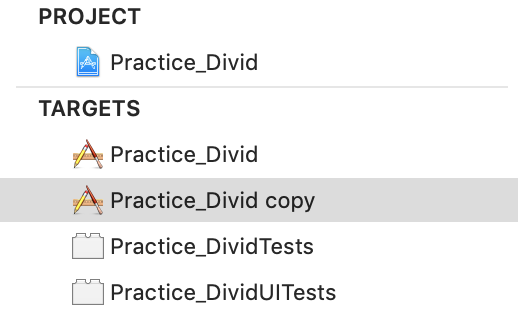 PROJECT
Practice_Divid
TARGETS
Practice_Divid
Practice_Divid copy
Practice_DividTests
Practice_DividUITests